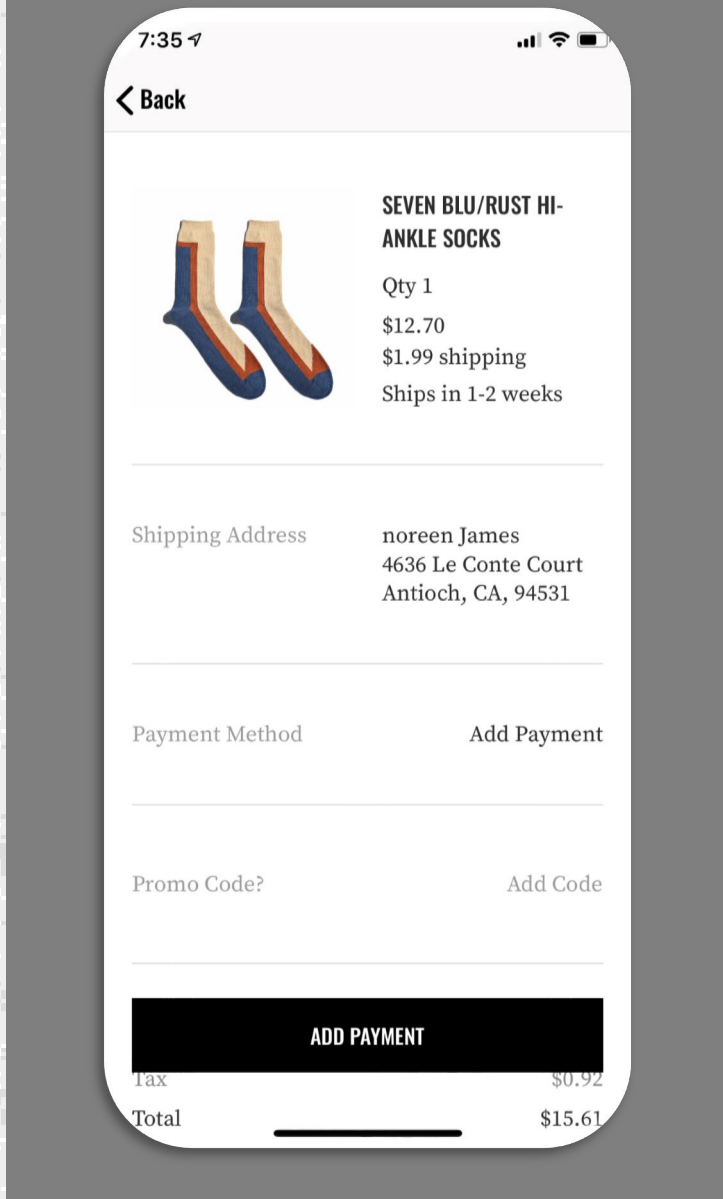 7:35
Back
SEVEN BLU/RUST HI-
ANKLE SOCKS
Qty 1
$12.70
$1.99 shipping
Ships in 1-2 weeks
Shipping Address
noreen James
4636 Le Conte Court
Antioch, CA, 94531
Payment Method
Add Payment
Promo Code?
Add Code
ADD PAYMENT
Tax
$0.92
Total
$15.61